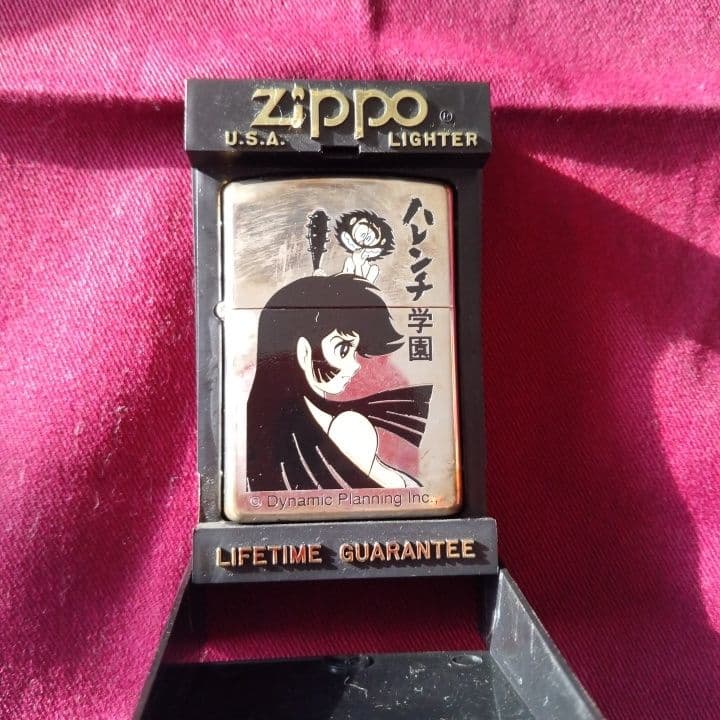 zippo®
U.S.A. LIGHTER
ハレンチ学園
© Dynamic Planning Inc.,
LIFETIME GUARANTEE